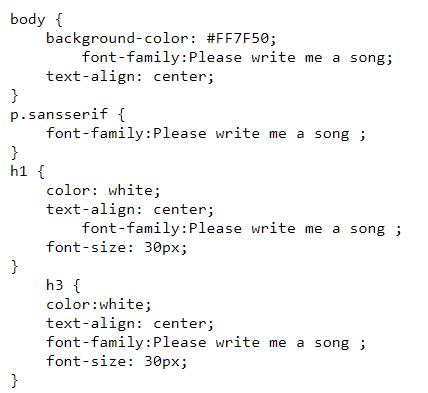 body {
    background-color: #FF7F50;
        font-family:Please write me a song;
    text-align: center;
}
p.sansserif {
    font-family:Please write me a song ;
}
h1 {
    color: white;
    text-align: center;
        font-family:Please write me a song ;
    font-size: 30px;
}
    h3 {
    color:white;
    text-align: center;
    font-family:Please write me a song ;
    font-size: 30px;
}